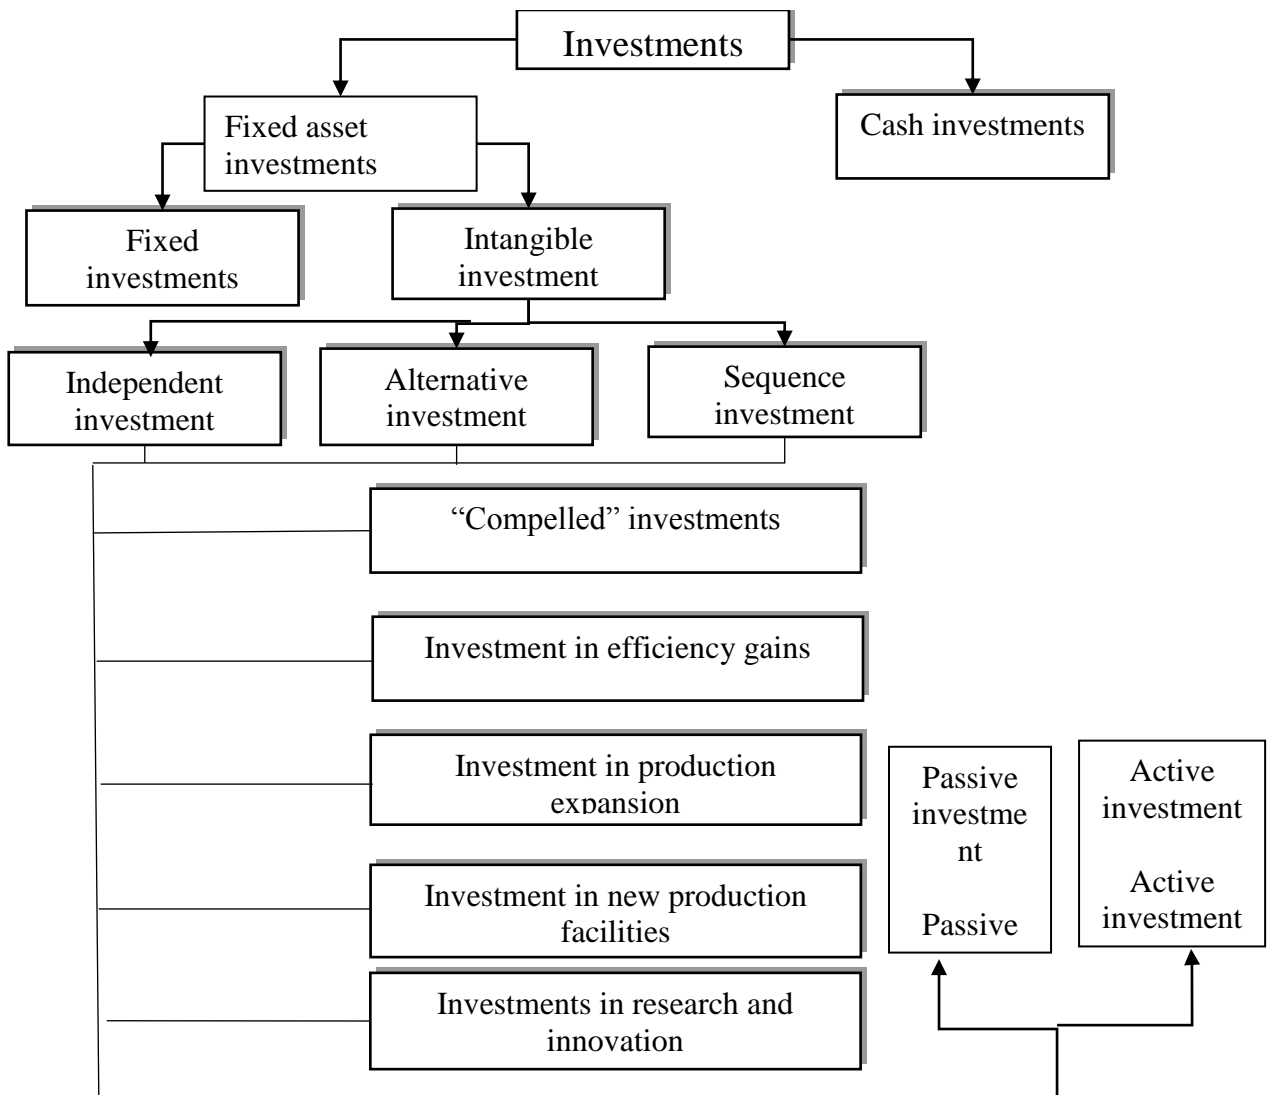 Investments
Fixed asset
investments
Cash investments
Fixed
investments
Intangible
investment
Independent
investment
Alternative
investment
Sequence
investment
“Compelled” investments
Investment in efficiency gains
Investment in production
expansion
Passive
investme
nt
Passive
Active
investment
Active
investment
Investment in new production
facilities
Investments in research and
innovation